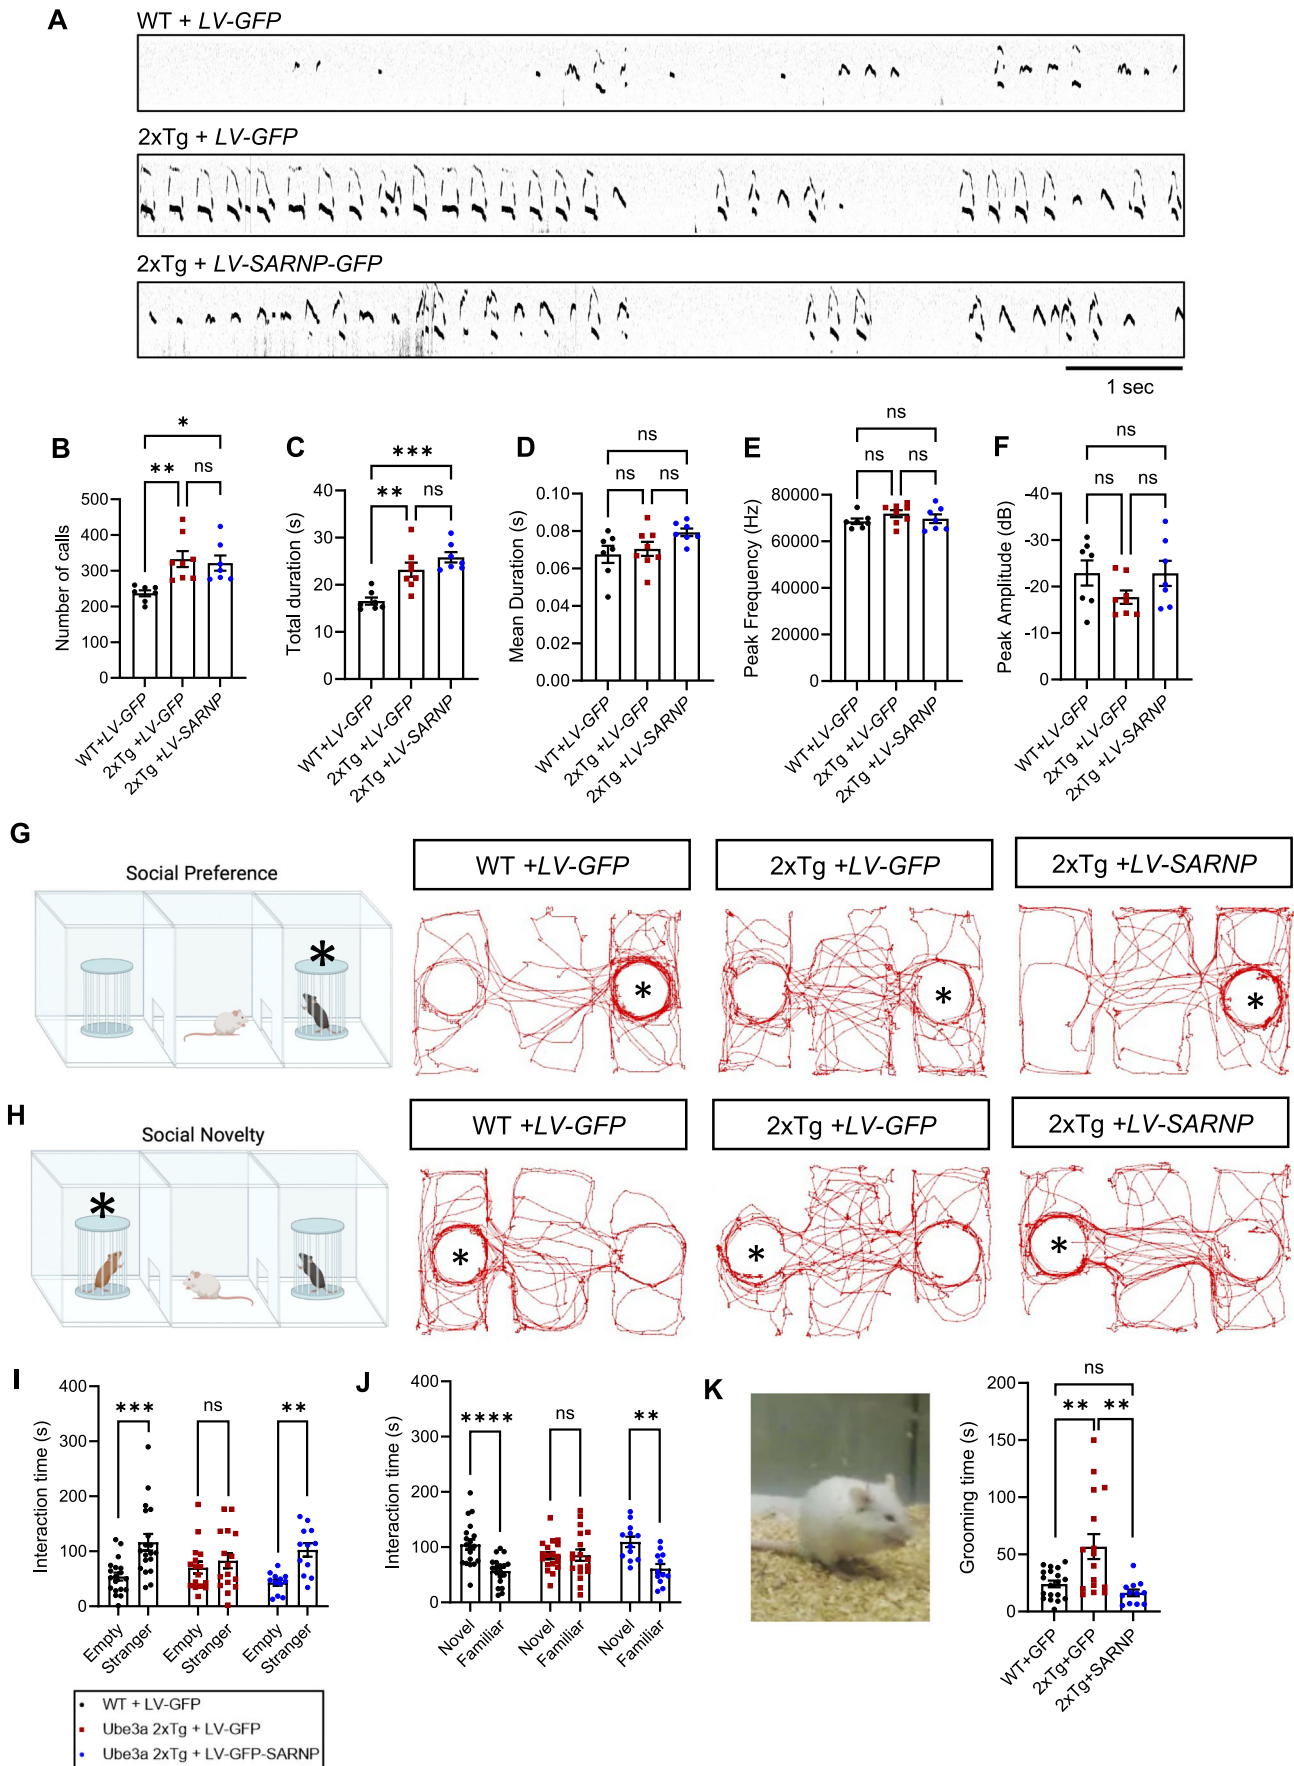 A
WT + LV-GFP
2xTg + LV-GFP
2xTg + LV-SARNP-GFP
1 sec
B
Number of calls
500
400
300
200
100
0
*
**
ns
WT+LV-GFP
2xTg +LV-GFP
2xTg +LV-SARNP
C
Total duration (s)
40
30
20
10
0
***
**
ns
WT+LV-GFP
2xTg +LV-GFP
2xTg +LV-SARNP
D
Mean Duration (s)
0.10
0.08
0.06
0.04
0.02
0.00
ns
ns
ns
WT+LV-GFP
2xTg +LV-GFP
2xTg +LV-SARNP
E
Peak Frequency (Hz)
80000
60000
40000
20000
0
ns
ns
ns
WT+LV-GFP
2xTg +LV-GFP
2xTg +LV-SARNP
F
Peak Amplitude (dB)
-40
-30
-20
-10
0
ns
ns
ns
WT+LV-GFP
2xTg +LV-GFP
2xTg +LV-SARNP
G
Social Preference
*
WT +LV-GFP
*
2xTg +LV-GFP
*
2xTg +LV-SARNP
*
H
Social Novelty
*
WT +LV-GFP
*
2xTg +LV-GFP
*
2xTg +LV-SARNP
*
I
Interaction time (s)
400
300
200
100
0
***
ns
**
Empty
Stranger
Empty
Stranger
Empty
Stranger
J
Interaction time (s)
400
300
200
100
0
****
ns
**
Novel
Familiar
Novel
Familiar
Novel
Familiar
K
Grooming time (s)
200
150
100
50
0
ns
**
**
WT+GFP
2xTg+GFP
2xTg+SARNP
WT + LV-GFP
Ube3a 2xTg + LV-GFP
Ube3a 2xTg + LV-GFP-SARNP